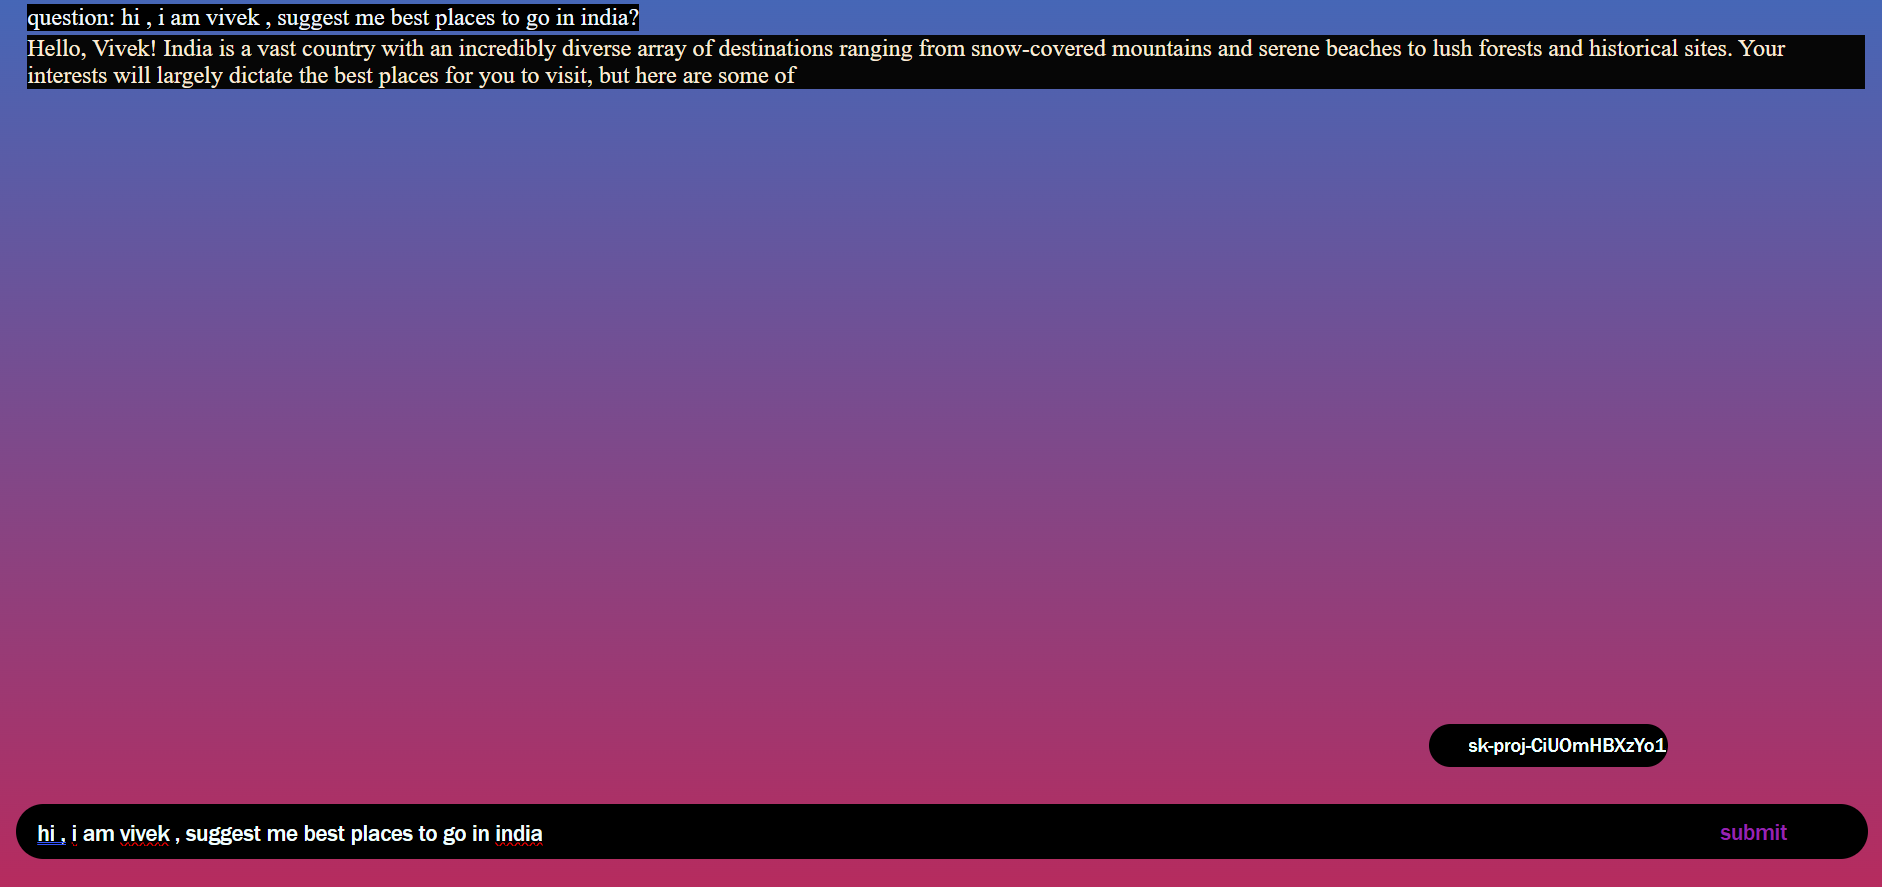 question: hi , i am vivek , suggest me best places to go in india?
Hello, Vivek! India is a vast country with an incredibly diverse array of destinations ranging from snow-covered mountains and serene beaches to lush forests and historical sites. Your
interests will largely dictate the best places for you to visit, but here are some of
sk-proj-CiUOmHBXzYo1
hi , i am vivek , suggest me best places to go in india
submit